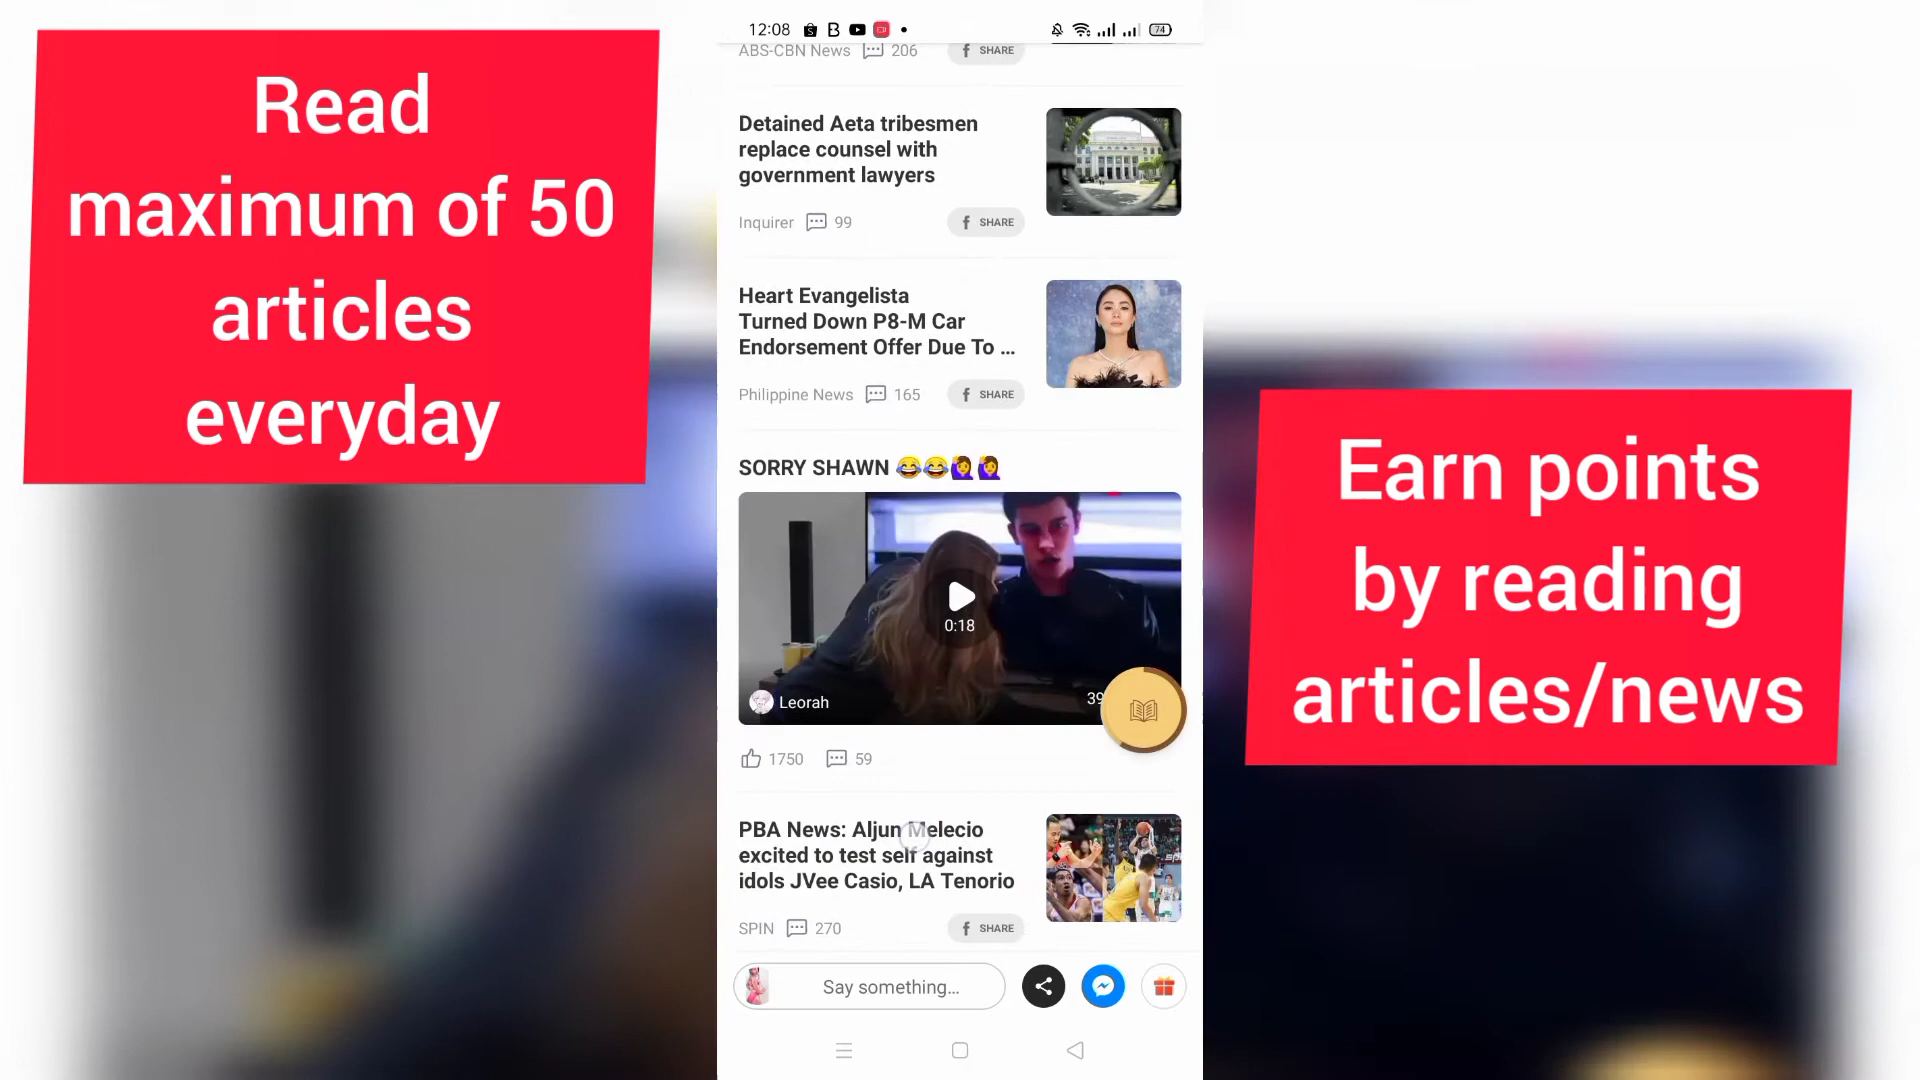 Read
maximum of 50
articles
everyday
12:08
74
ABS-CBN News 206 SHARE
Detained Aeta tribesmen
replace counsel with
government lawyers
Inquirer 99 SHARE
Heart Evangelista
Turned Down P8-M Car
Endorsement Offer Due To ...
Philippine News 165 SHARE
SORRY SHAWN 😂😂🙋‍♀️🙋‍♀️
0:18
Leorah 39
1750 59
PBA News: Aljun Melecio
excited to test self against
idols JVee Casio, LA Tenorio
SPIN 270 SHARE
Say something...
Earn points
by reading
articles/news